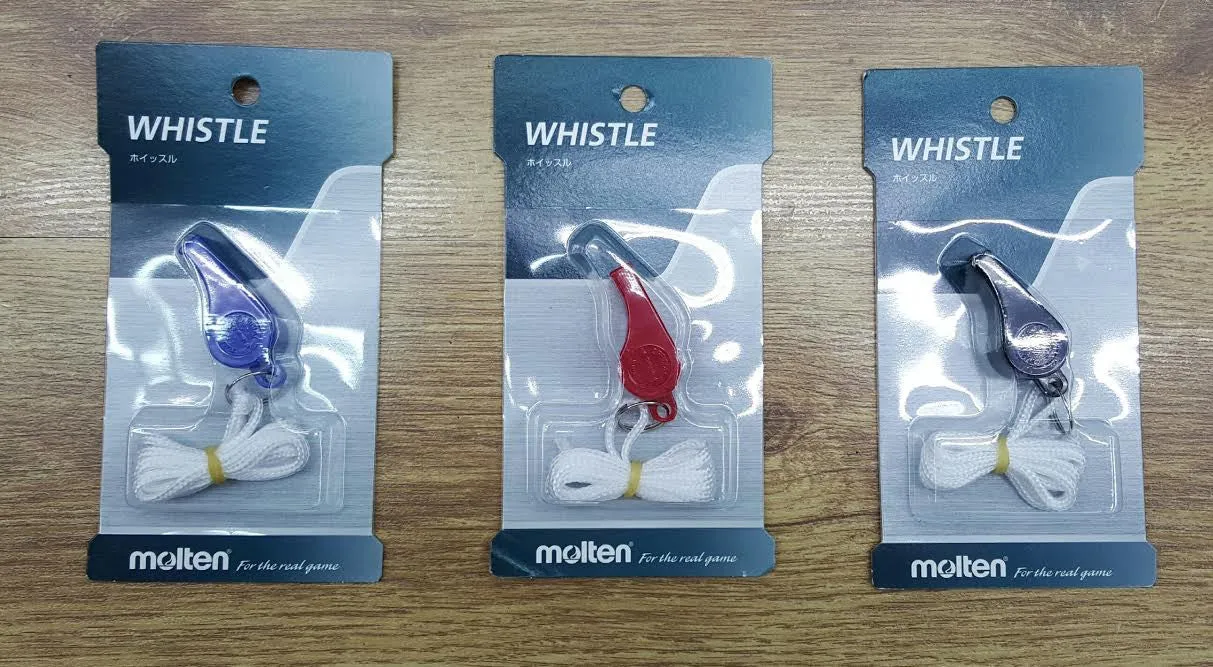 WHISTLE
ホイッスル
molten® For the real game
WHISTLE
ホイッスル
molten® For the real game
WHISTLE
ホイッスル
molten® For the real game